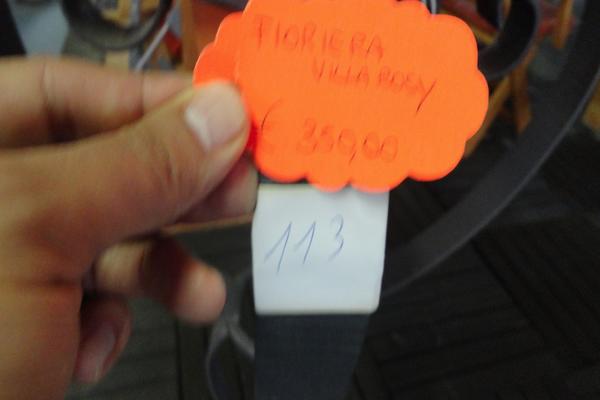 FIORIERA
VILLA ROSY
€ 350,00
113